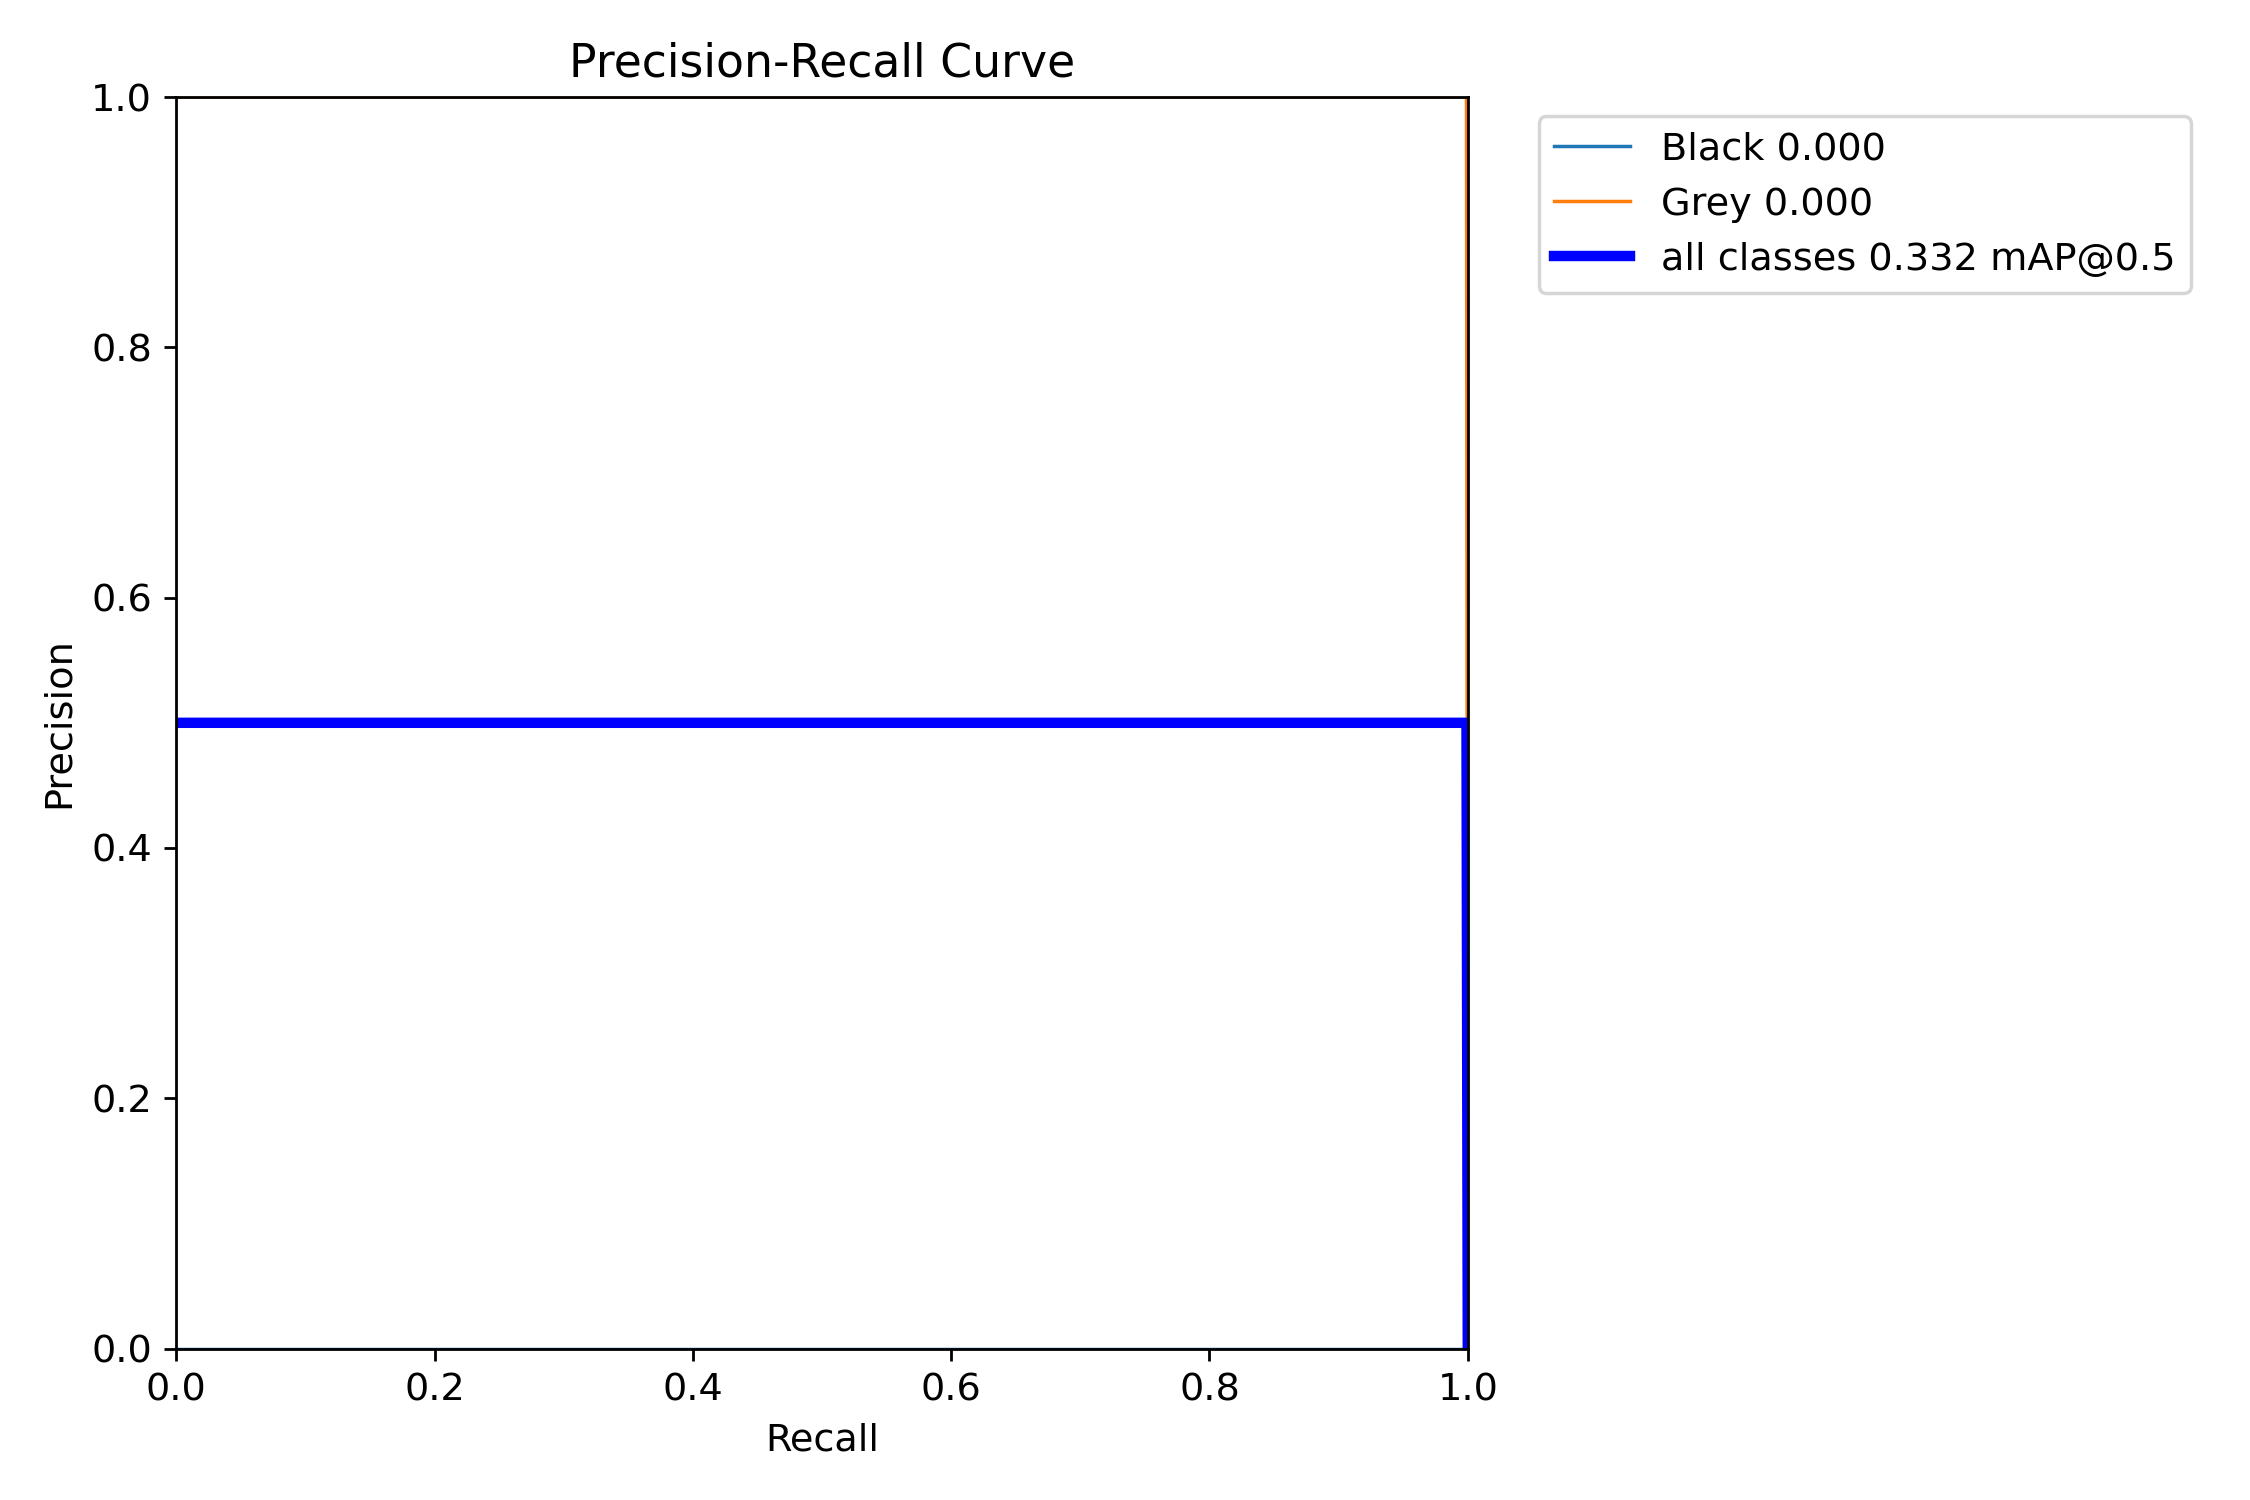 Precision-Recall Curve
1.0
0.8
0.6
0.4
0.2
0.0
Precision
0.0 0.2 0.4 0.6 0.8 1.0
Recall
Black 0.000
Grey 0.000
all classes 0.332 mAP@0.5